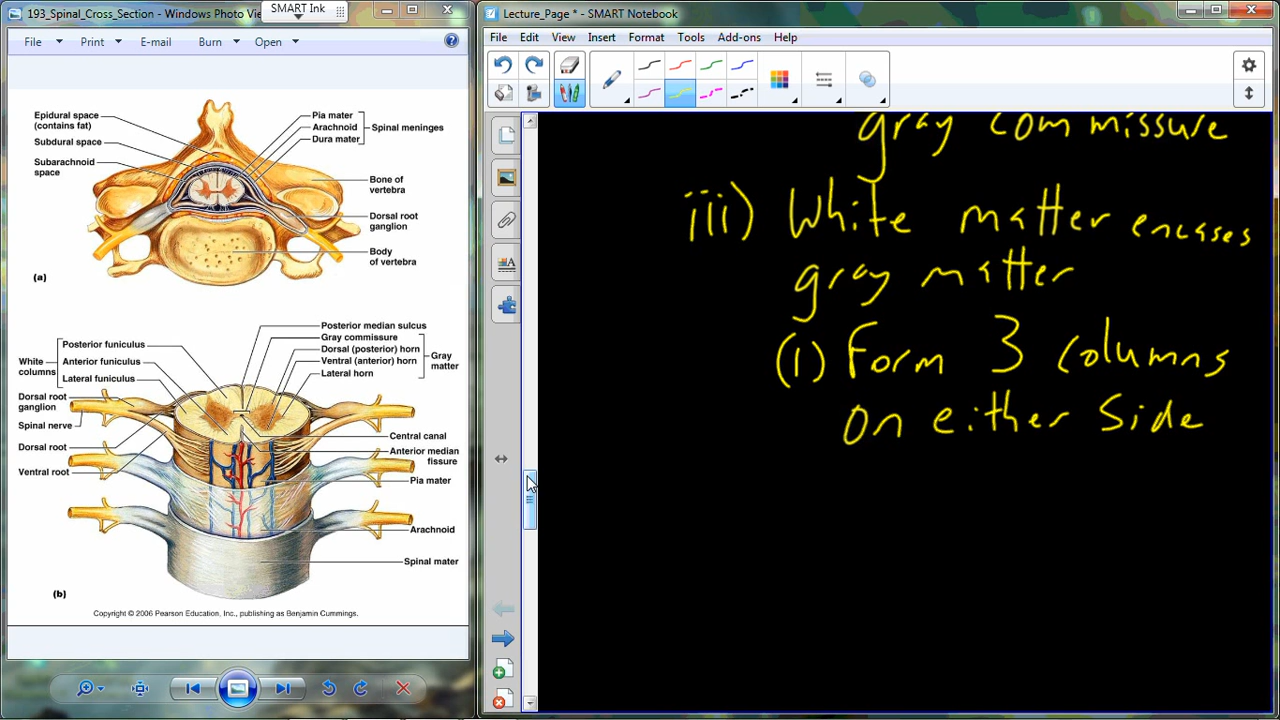 193_Spinal_Cross_Section - Windows Photo Vie
SMART Ink
File Print E-mail Burn Open
Epidural space
(contains fat)
Subdural space
Subarachnoid
space
Pia mater
Arachnoid
Dura mater
Spinal meninges
Bone of
vertebra
Dorsal root
ganglion
Body
of vertebra
(a)
Posterior median sulcus
Gray commissure
Dorsal (posterior) horn
Ventral (anterior) horn
Lateral horn
Gray
matter
White
columns
Posterior funiculus
Anterior funiculus
Lateral funiculus
Dorsal root
ganglion
Spinal nerve
Dorsal root
Ventral root
Central canal
Anterior median
fissure
Pia mater
Arachnoid
Spinal mater
(b)
Copyright © 2006 Pearson Education, Inc., publishing as Benjamin Cummings.
Lecture_Page * - SMART Notebook
File Edit View Insert Format Tools Add-ons Help
gray commissure
iii) White matter encases
gray matter
(1) Form 3 columns
on either side